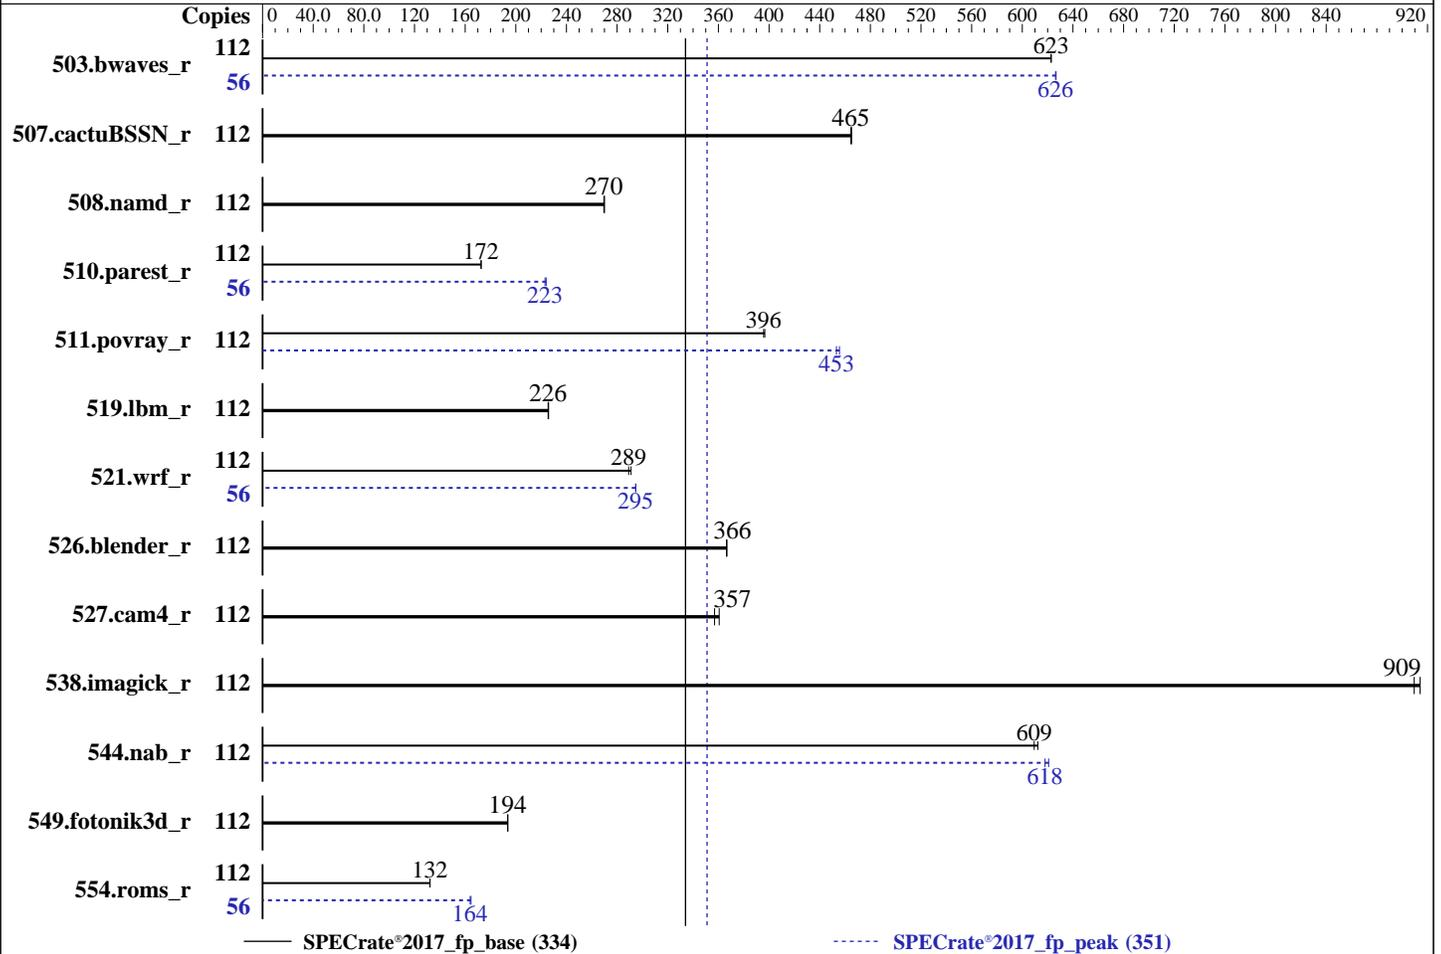 Copies 0 40.0 80.0 120 160 200 240 280 320 360 400 440 480 520 560 600 640 680 720 760 800 840 920
503.bwaves_r 112 623
56 626
507.cactuBSSN_r 112 465
508.namd_r 112 270
510.parest_r 112 172
56 223
511.povray_r 112 396
453
519.lbm_r 112 226
521.wrf_r 112 289
56 295
526.blender_r 112 366
527.cam4_r 112 357
538.imagick_r 112 909
544.nab_r 112 609
618
549.fotonik3d_r 112 194
554.roms_r 112 132
56 164
SPECrate®2017_fp_base (334) SPECrate®2017_fp_peak (351)